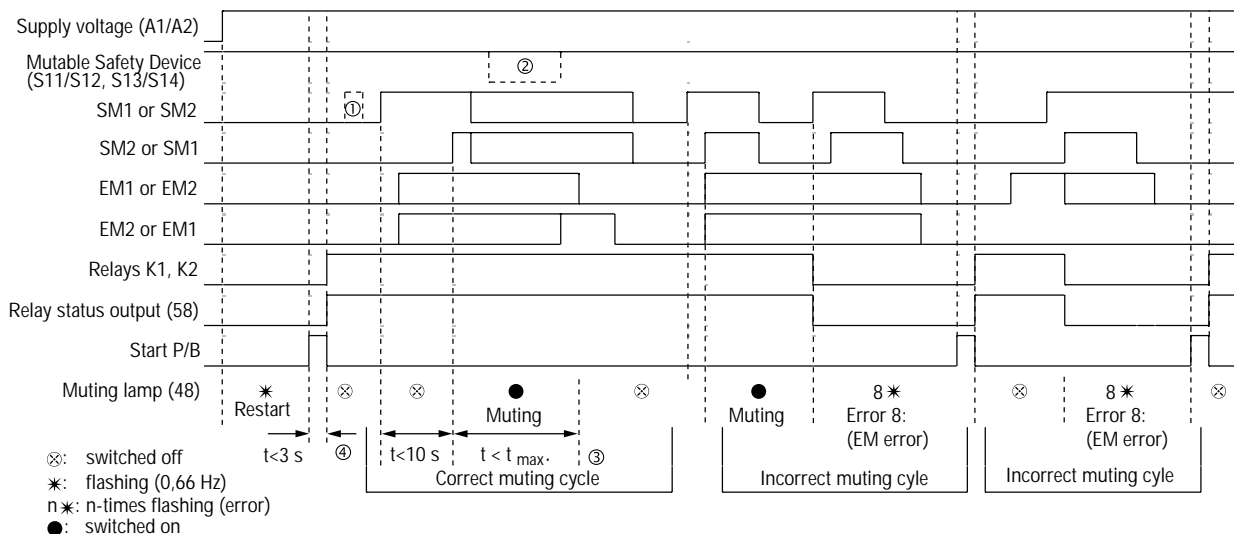 Supply voltage (A1/A2)
Mutable Safety Device
(S11/S12, S13/S14)
②
SM1 or SM2
①
SM2 or SM1
EM1 or EM2
EM2 or EM1
Relays K1, K2
Relay status output (58)
Start P/B
Muting lamp (48)
✴ ⊗ ⊗ ● ⊗ ● 8✴ ⊗ 8✴ ⊗
Restart Muting Muting Error 8: Error 8:
(EM error) (EM error)
t<3 s ④ t<10 s t < t max. ③
Correct muting cycle Incorrect muting cyle Incorrect muting cyle
⊗: switched off
✴: flashing (0,66 Hz)
n✴: n-times flashing (error)
●: switched on